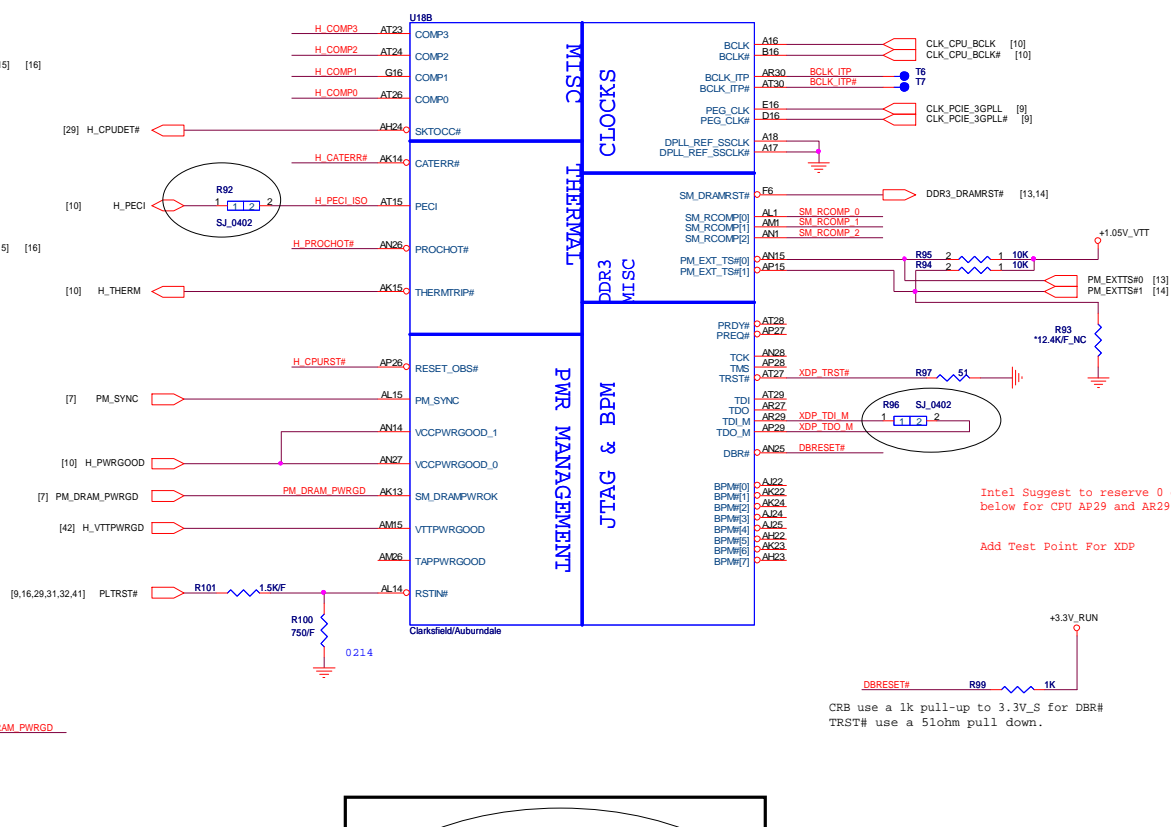 U18B
H_COMP3 AT23 COMP3
H_COMP2 AT24 COMP2
H_COMP1 G16 COMP1
H_COMP0 AT26 COMP0
5] [16]
[29] H_CPUDET# AH24 SKTOCC#
H_CATERR# AK14 CATERR#
R92
1 1 2 2
SJ_0402
[10] H_PECI H_PECI_ISO AT15 PECI
5] [16]
H_PROCHOT# AN26 PROCHOT#
[10] H_THERM AK15 THERMTRIP#
H_CPURST# AP26 RESET_OBS#
[7] PM_SYNC AL15 PM_SYNC
AN14 VCCPWRGOOD_1
[10] H_PWRGOOD AN27 VCCPWRGOOD_0
[7] PM_DRAM_PWRGD PM_DRAM_PWRGD AK13 SM_DRAMPWROK
[42] H_VTTPWRGD AM15 VTTPWRGOOD
AM26 TAPPWRGOOD
[9,16,29,31,32,41] PLTRST# R101 1.5K/F AL14 RSTIN#
R100
750/F
0214
Clarksfield/Auburndale
MISC
THERMAL
PWR MANAGEMENT
CLOCKS
DDR3
MISC
JTAG & BPM
BCLK A16 CLK_CPU_BCLK [10]
BCLK# B16 CLK_CPU_BCLK# [10]
BCLK_ITP AR30 BCLK_ITP T6
BCLK_ITP# AT30 BCLK_ITP# T7
PEG_CLK E16 CLK_PCIE_3GPLL [9]
PEG_CLK# D16 CLK_PCIE_3GPLL# [9]
DPLL_REF_SSCLK A18
DPLL_REF_SSCLK# A17
SM_DRAMRST# F6 DDR3_DRAMRST# [13,14]
SM_RCOMP[0] AL1 SM_RCOMP_0
SM_RCOMP[1] AM1 SM_RCOMP_1
SM_RCOMP[2] AN1 SM_RCOMP_2
+1.05V_VTT
PM_EXT_TS#[0] AN15 R95 2 1 10K
PM_EXT_TS#[1] AP15 R94 2 1 10K
PM_EXTTS#0 [13]
PM_EXTTS#1 [14]
R93
*12.4K/F_NC
PRDY# AT28
PREQ# AP27
TCK AN28
TMS AP28
TRST# AT27 XDP_TRST# R97 51
TDI AT29
TDO AR27
TDI_M AR29 XDP_TDI_M
TDO_M AP29 XDP_TDO_M
R96 SJ_0402
1 1 2 2
DBR# AN25 DBRESET#
BPM#[0] AJ22
BPM#[1] AK22
BPM#[2] AK24
BPM#[3] AJ24
BPM#[4] AJ25
BPM#[5] AH22
BPM#[6] AK23
BPM#[7] AH23
Intel Suggest to reserve 0
below for CPU AP29 and AR29
Add Test Point For XDP
+3.3V_RUN
DBRESET# R99 1K
CRB use a 1k pull-up to 3.3V_S for DBR#
TRST# use a 51ohm pull down.
RAM_PWRGD